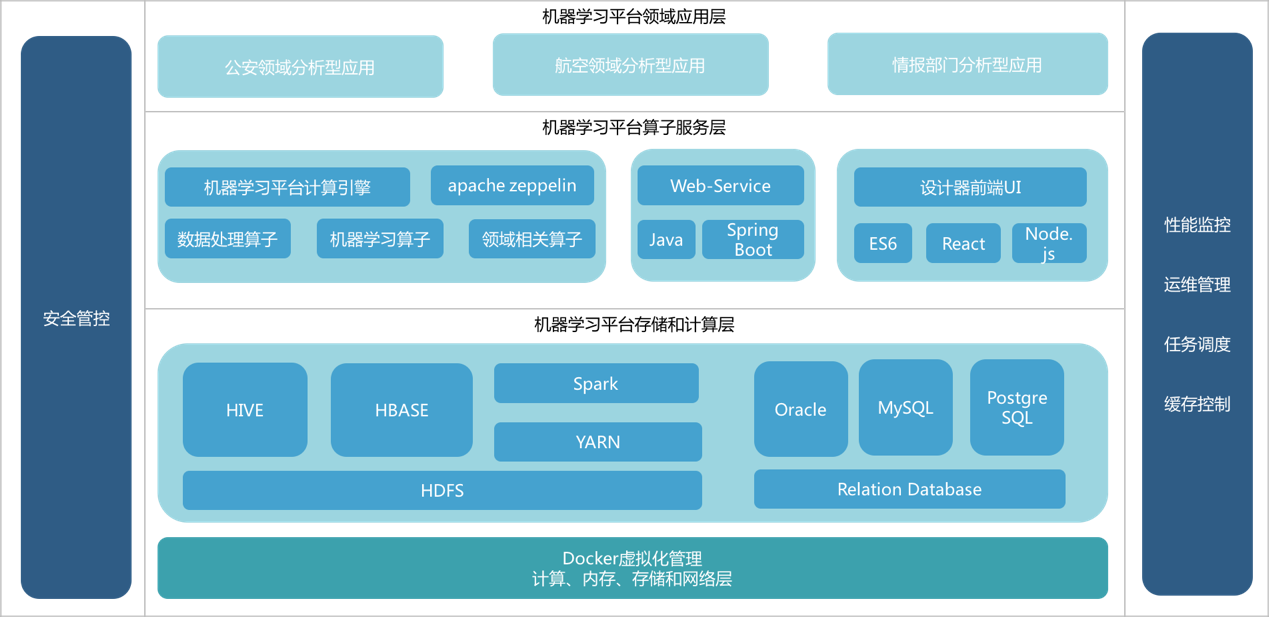 机器学习平台领域应用层
公安领域分析型应用
航空领域分析型应用
情报部门分析型应用
机器学习平台算子服务层
机器学习平台计算引擎
apache zeppelin
数据处理算子
机器学习算子
领域相关算子
Web-Service
Java
Spring
Boot
设计器前端UI
ES6
React
Node.
js
机器学习平台存储和计算层
HIVE
HBASE
Spark
YARN
HDFS
Oracle
MySQL
Postgre
SQL
Relation Database
Docker虚拟化管理
计算、内存、存储和网络层
安全管控
性能监控
运维管理
任务调度
缓存控制